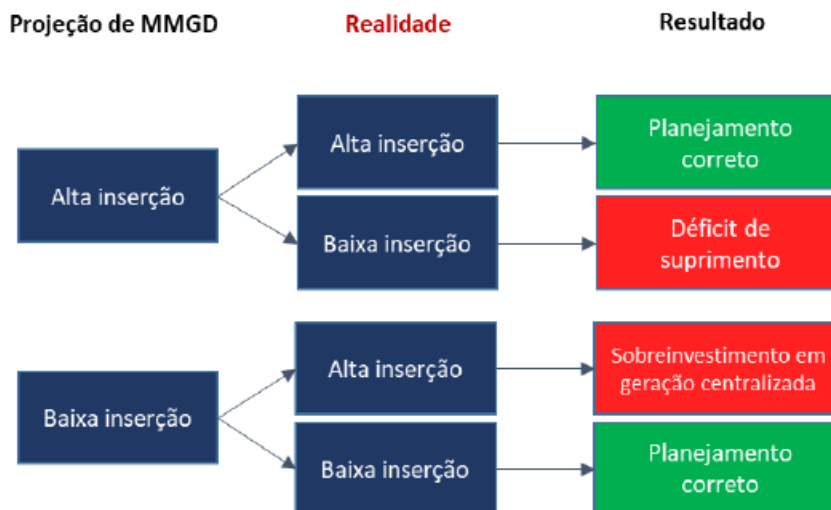 Projeção de MMGD
Realidade
Resultado
Alta inserção
Alta inserção
Planejamento
correto
Baixa inserção
Déficit de
suprimento
Baixa inserção
Alta inserção
Sobreinvestimento em
geração centralizada
Baixa inserção
Planejamento
correto